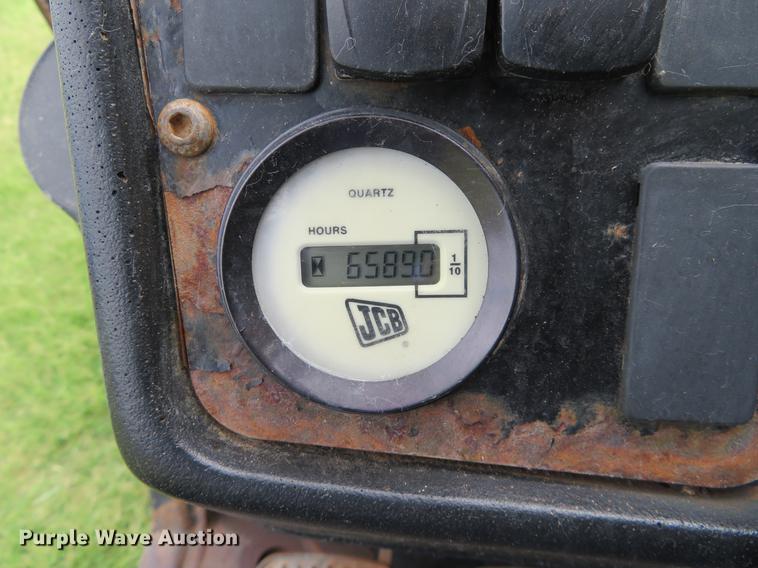 QUARTZ
HOURS
65890
1
10
JCB
Purple Wave Auction